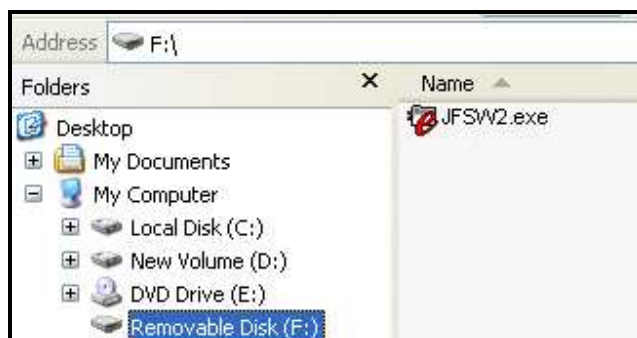 Address F:\
Folders X
Name
JFSW2.exe
Desktop
My Documents
My Computer
Local Disk (C:)
New Volume (D:)
DVD Drive (E:)
Removable Disk (F:)